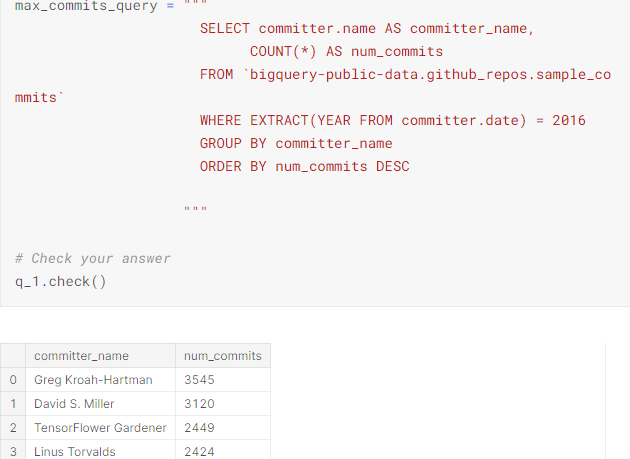 max_commits_query = """
SELECT committer.name AS committer_name,
COUNT(*) AS num_commits
FROM `bigquery-public-data.github_repos.sample_co
mmits`
WHERE EXTRACT(YEAR FROM committer.date) = 2016
GROUP BY committer_name
ORDER BY num_commits DESC
"""
# Check your answer
q_1.check()
committer_name num_commits
0 Greg Kroah-Hartman 3545
1 David S. Miller 3120
2 TensorFlower Gardener 2449
3 Linus Torvalds 2424